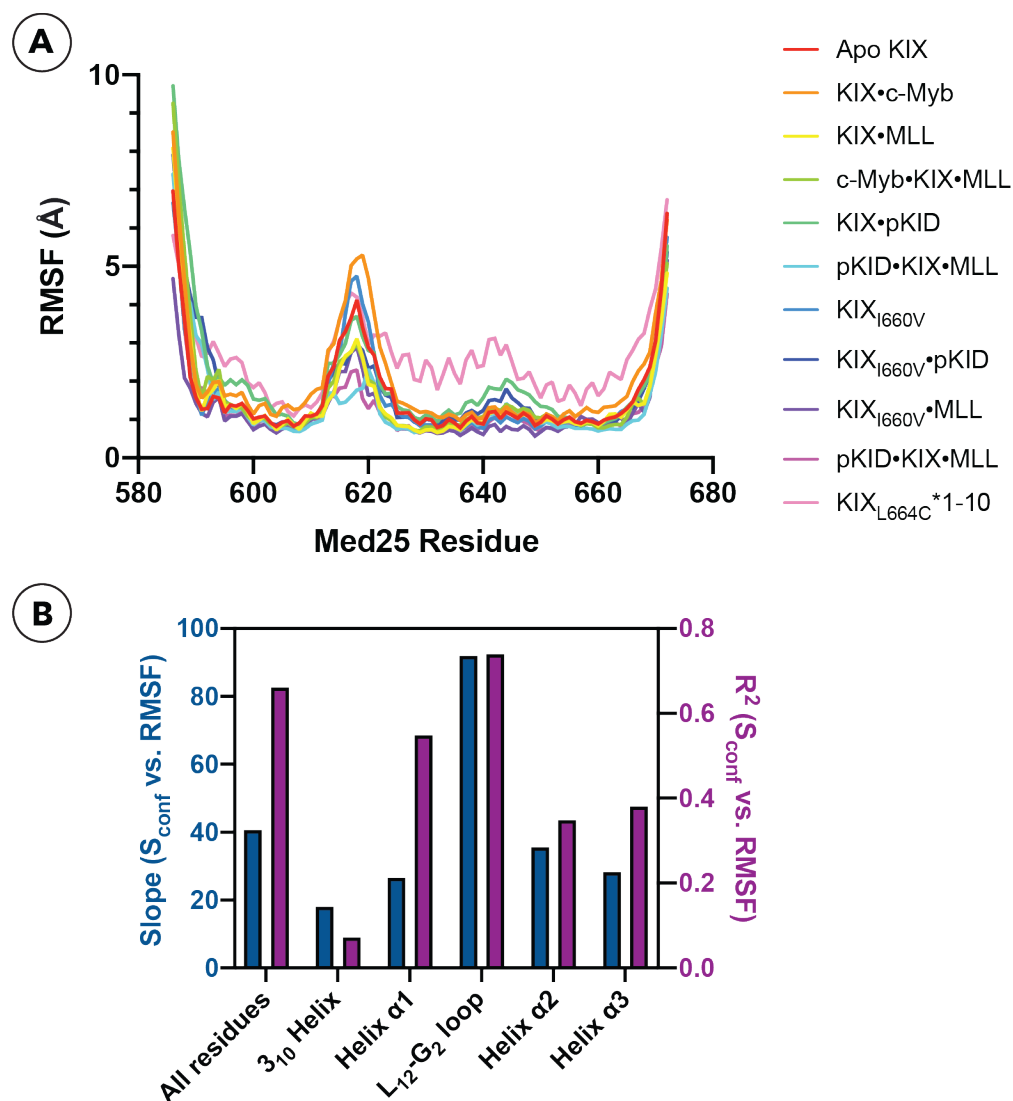 A
10
5
0
RMSF (Å)
580 600 620 640 660 680
Med25 Residue
Apo KIX
KIX•c-Myb
KIX•MLL
c-Myb•KIX•MLL
KIX•pKID
pKID•KIX•MLL
KIXI660V
KIXI660V•pKID
KIXI660V•MLL
pKID•KIX•MLL
KIXL664C*1-10
B
100
80
60
40
20
0
Slope (Sconf vs. RMSF)
0.8
0.6
0.4
0.2
0.0
R2 (Sconf vs. RMSF)
All residues
310 Helix
Helix α1
L12-G2 loop
Helix α2
Helix α3